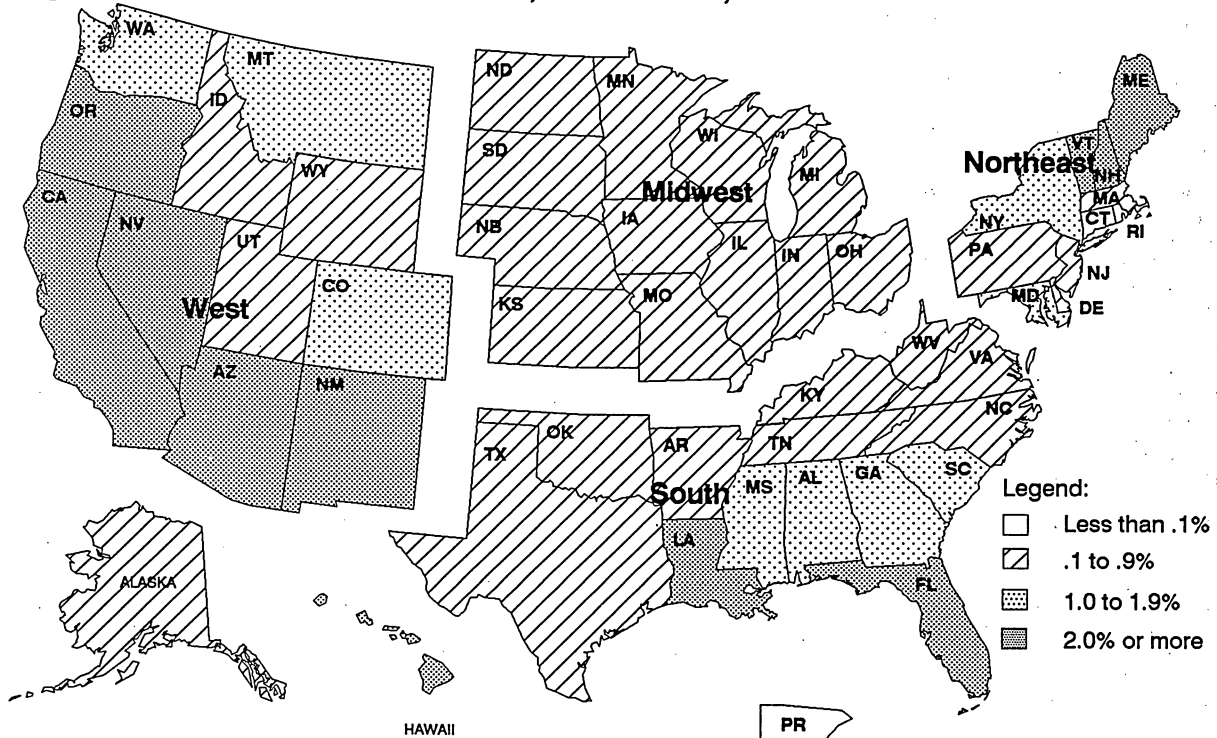 WA
MT
ND
MN
ME
OR
ID
WI
VT
SD
Northeast
WY
MI
NH
Midwest
MA
CA
NV
NB
IA
NY
CT
RI
UT
IL
IN
OH
PA
NJ
CO
KS
MO
MD
DE
West
WV
VA
AZ
NM
KY
NC
OK
AR
TN
TX
SC
GA
AL
MS
South
LA
FL
Legend:
Less than .1%
.1 to .9%
1.0 to 1.9%
2.0% or more
ALASKA
HAWAII
PR